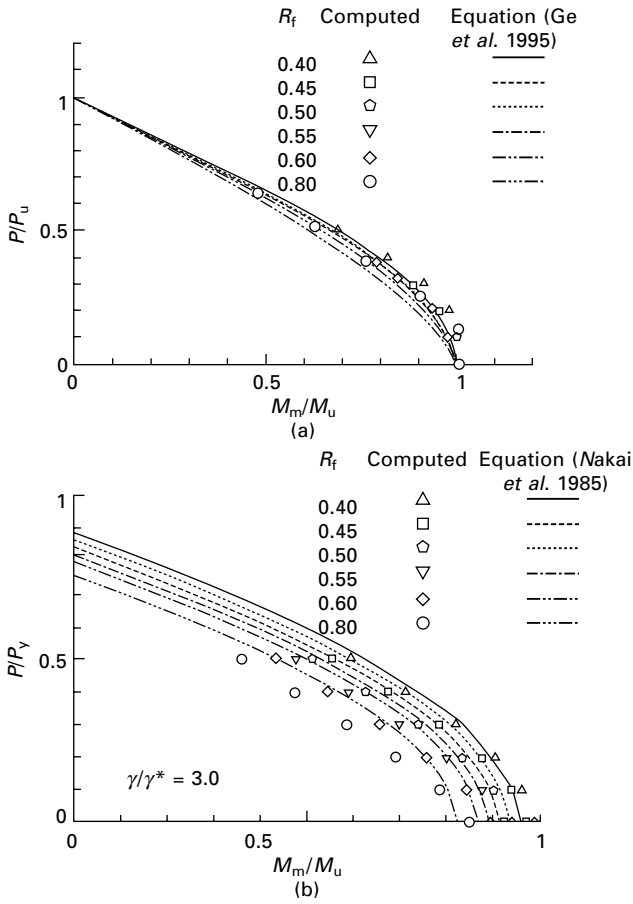 R_f Computed Equation (Ge
et al. 1995)
0.40
0.45
0.50
0.55
0.60
0.80
1
0.5
0
P/P_u
0 0.5 1
M_m/M_u
(a)
R_f Computed Equation (Nakai
et al. 1985)
0.40
0.45
0.50
0.55
0.60
0.80
1
0.5
0
P/P_y
γ/γ* = 3.0
0 0.5 1
M_m/M_u
(b)